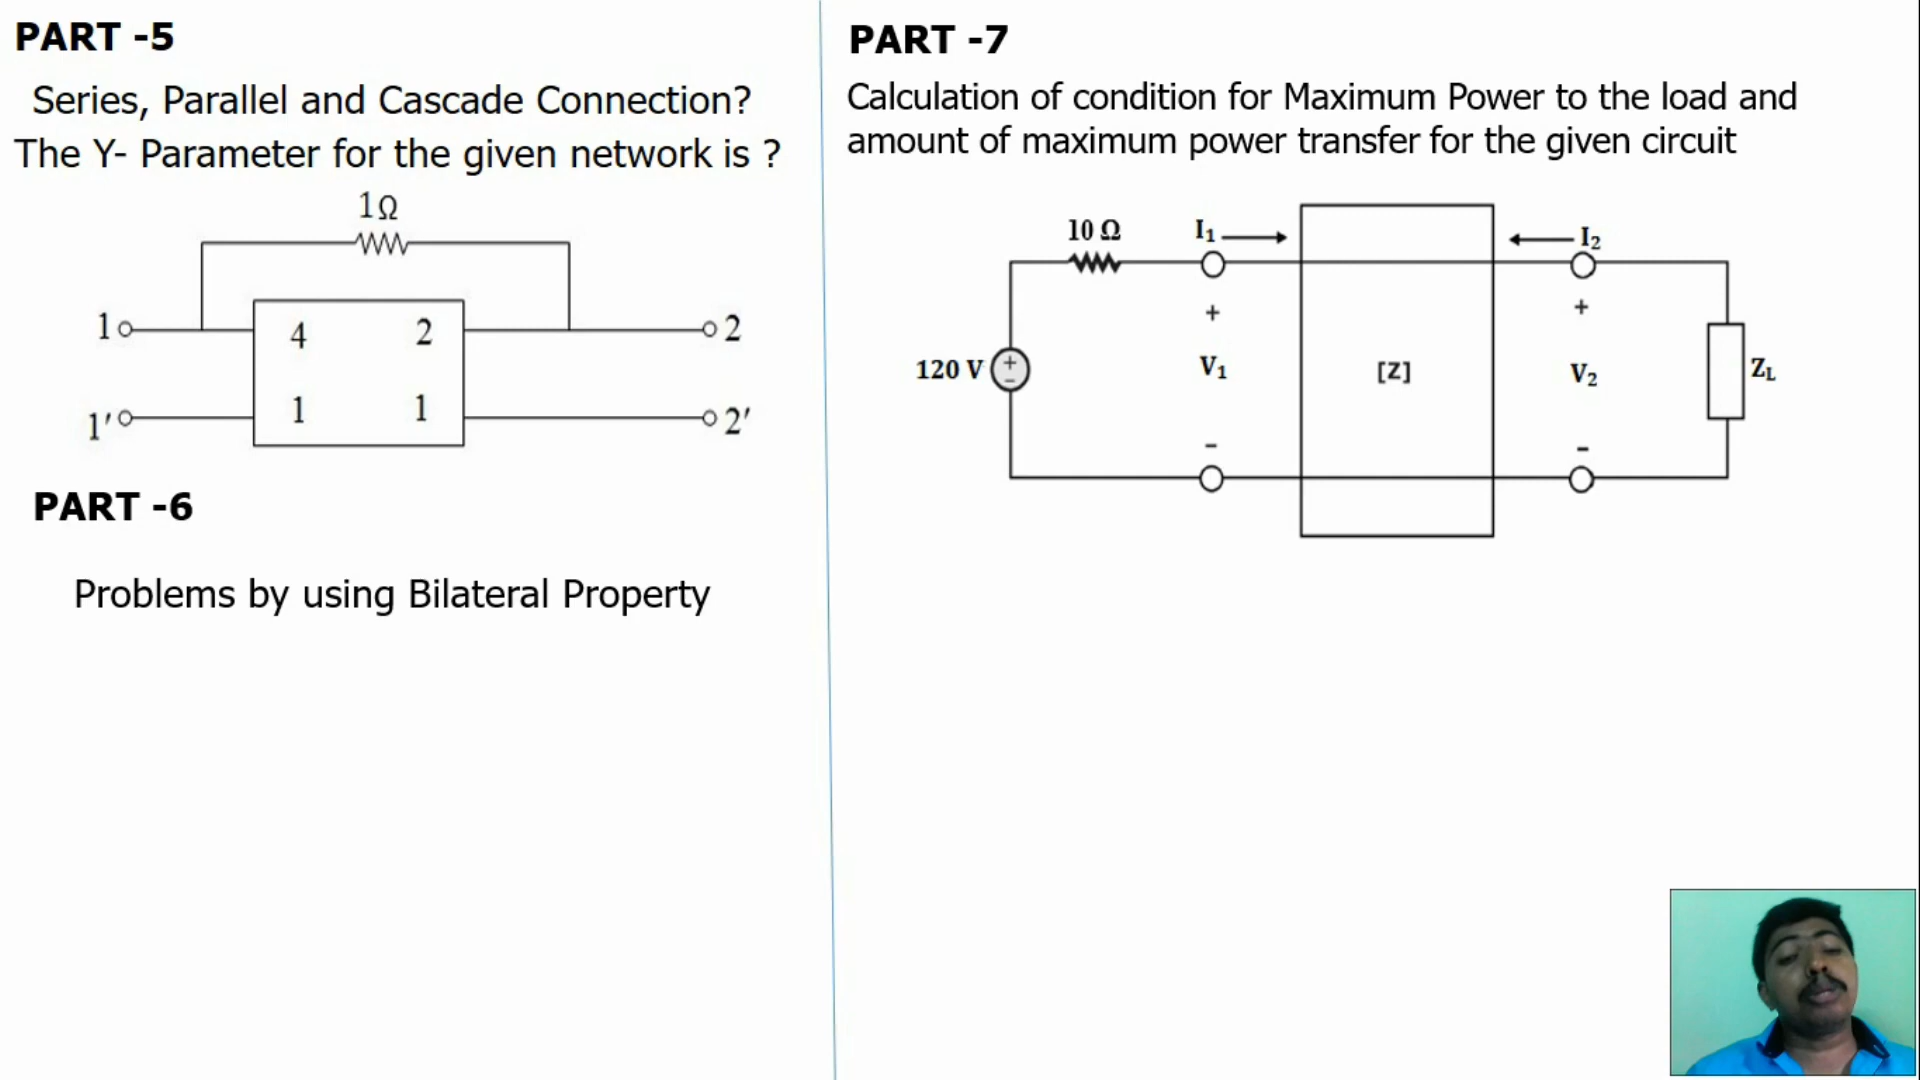 PART -5
Series, Parallel and Cascade Connection?
The Y- Parameter for the given network is ?
1Ω
1 4 2 2
1′ 1 1 2′
PART -6
Problems by using Bilateral Property
PART -7
Calculation of condition for Maximum Power to the load and
amount of maximum power transfer for the given circuit
10 Ω I₁ I₂
+ +
120 V + − V₁ [Z] V₂ Z_L
− −